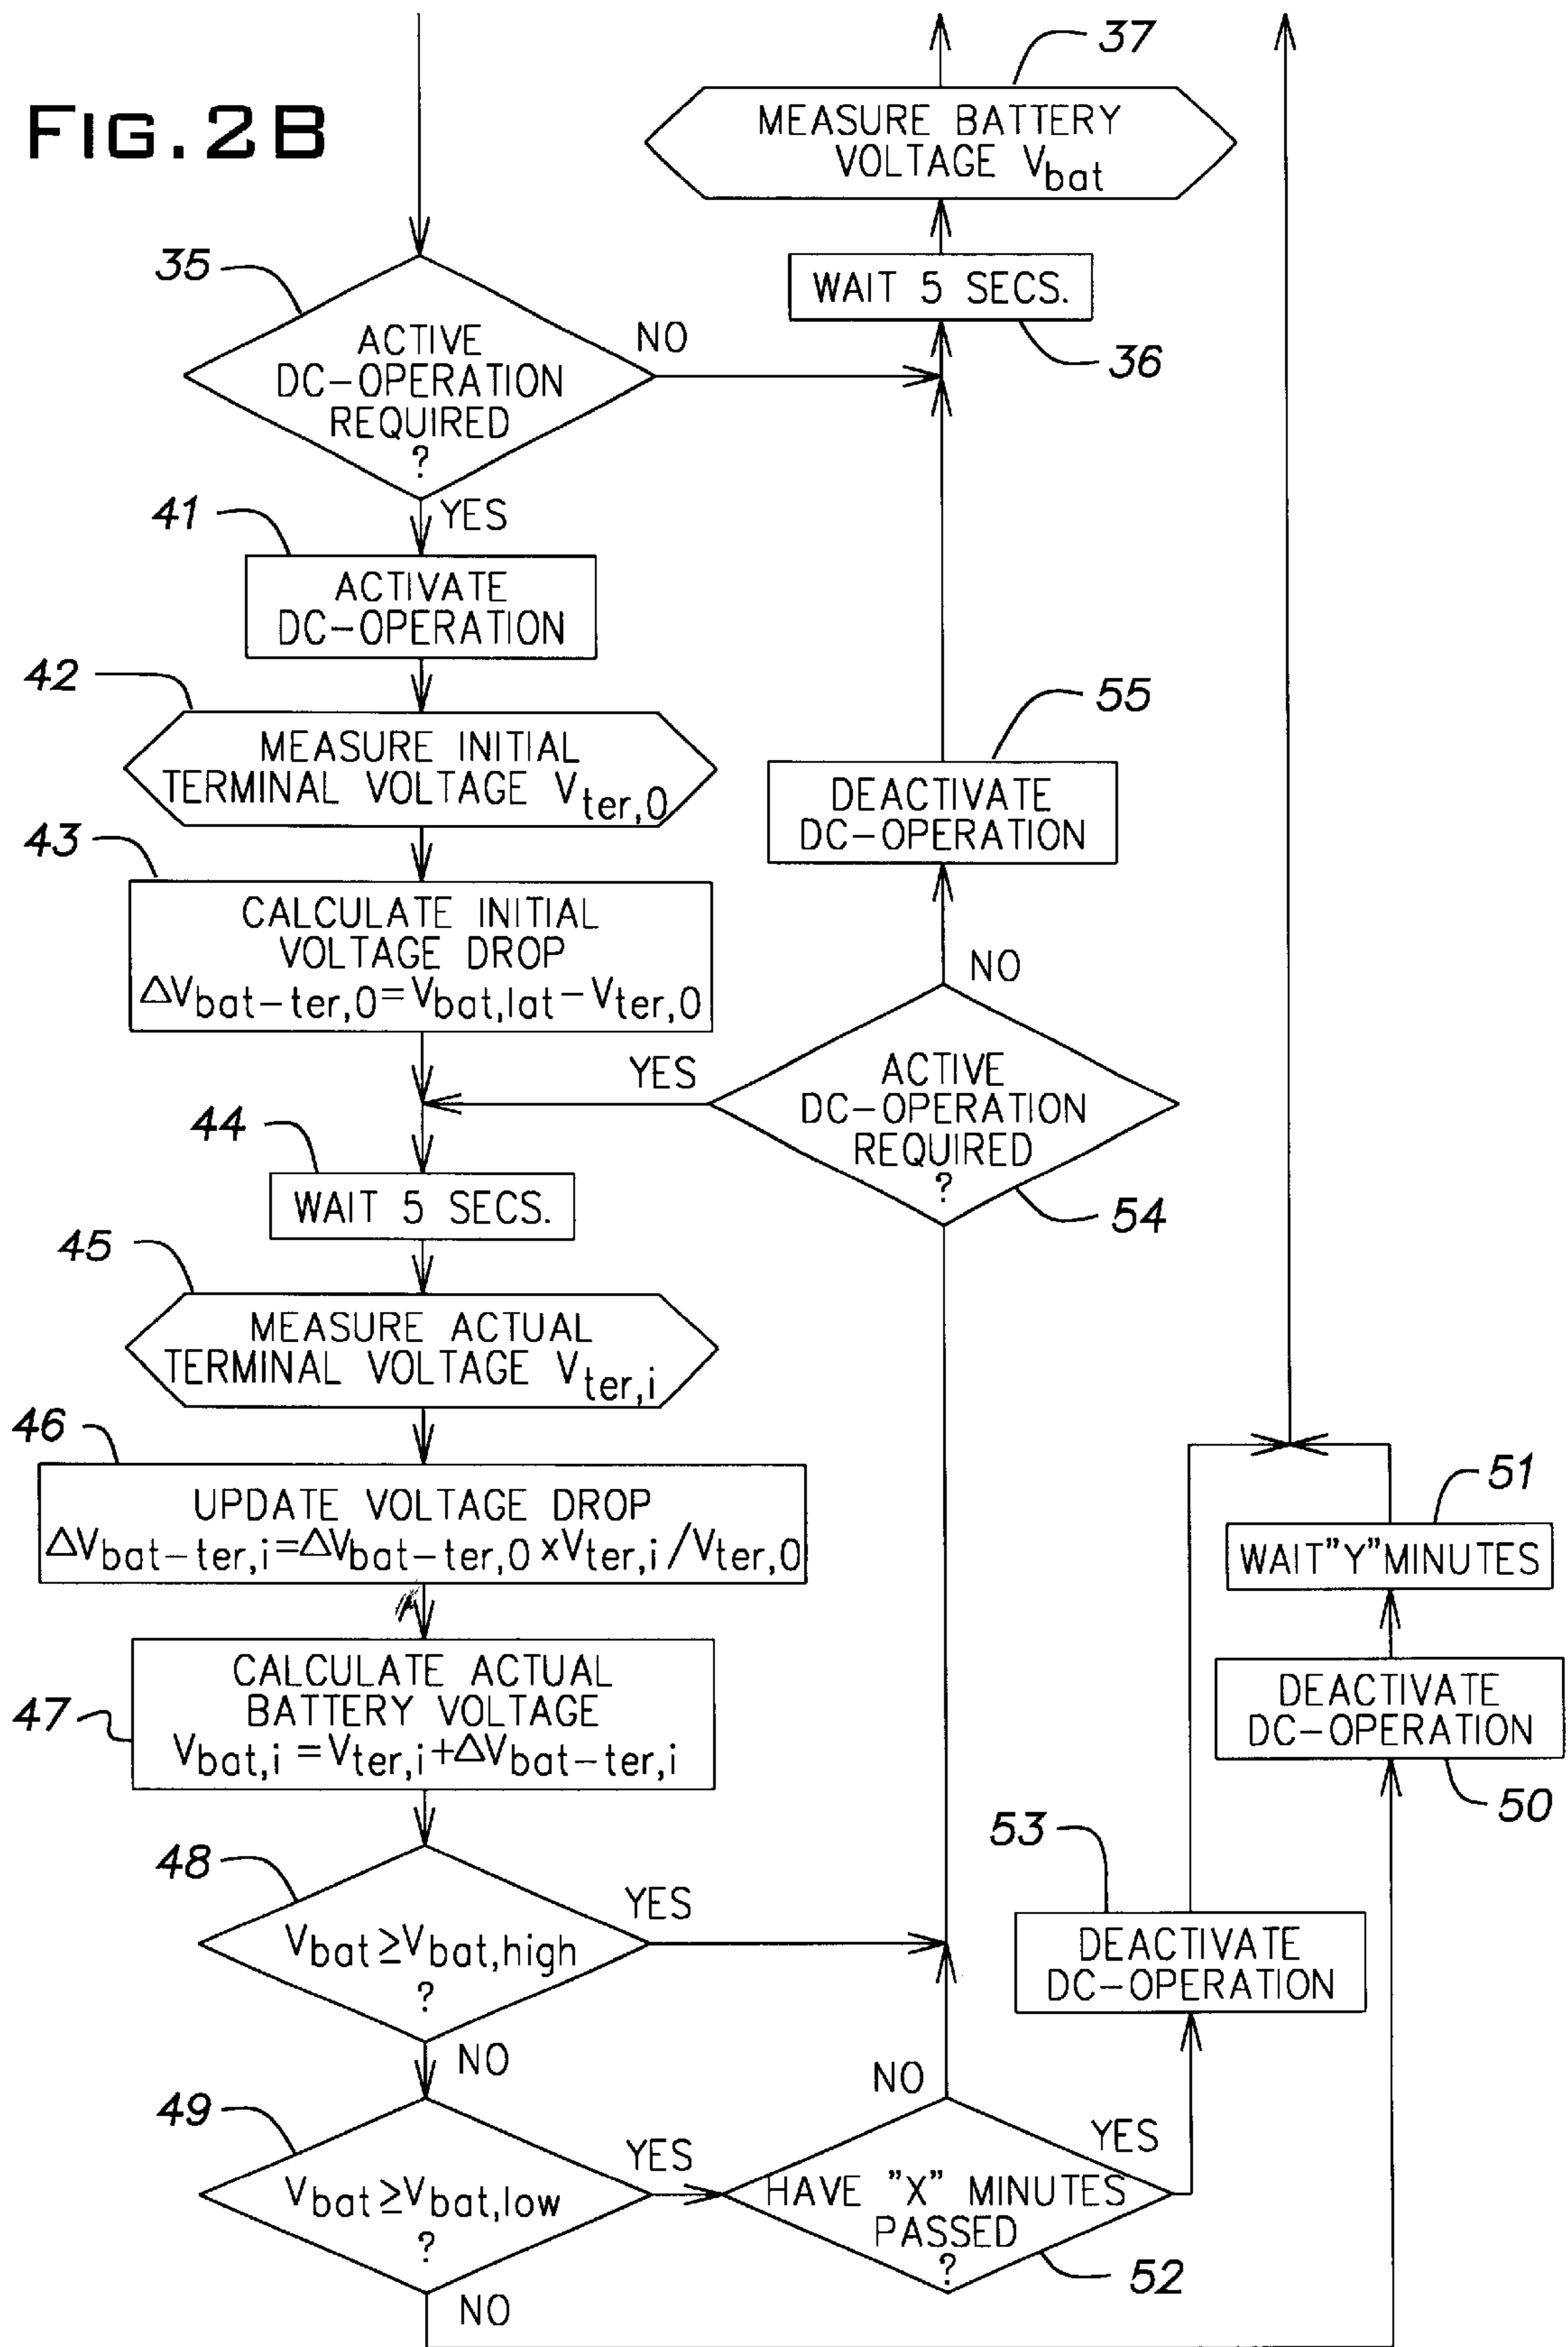 FIG. 2B
37
MEASURE BATTERY
VOLTAGE Vbat
35
WAIT 5 SECS.
36
ACTIVE
DC-OPERATION
REQUIRED
?
NO
YES
41
ACTIVATE
DC-OPERATION
42
MEASURE INITIAL
TERMINAL VOLTAGE Vter,0
43
CALCULATE INITIAL
VOLTAGE DROP
ΔVbat-ter,0=Vbat,lat-Vter,0
55
DEACTIVATE
DC-OPERATION
NO
YES
ACTIVE
DC-OPERATION
REQUIRED
?
54
44
WAIT 5 SECS.
45
MEASURE ACTUAL
TERMINAL VOLTAGE Vter,i
46
UPDATE VOLTAGE DROP
ΔVbat-ter,i=ΔVbat-ter,0 xVter,i/Vter,0
47
CALCULATE ACTUAL
BATTERY VOLTAGE
Vbat,i=Vter,i+ΔVbat-ter,i
51
WAIT"Y"MINUTES
DEACTIVATE
DC-OPERATION
50
48
Vbat≥Vbat,high
?
YES
NO
53
DEACTIVATE
DC-OPERATION
49
Vbat≥Vbat,low
?
YES
NO
NO
YES
HAVE "X" MINUTES
PASSED
?
52